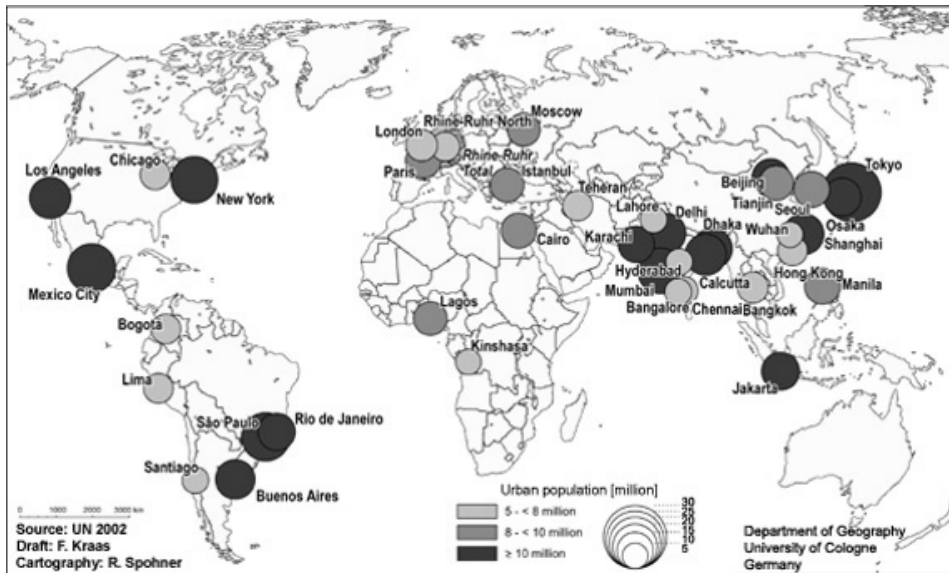 Moscow
Rhine-Ruhr North
London
Rhine-Ruhr
Total
Paris
Istanbul
Chicago
Los Angeles
New York
Mexico City
Teheran
Lahore
Delhi
Dhaka
Karachi
Cairo
Hyderabad
Mumbai
Calcutta
Bangalore
Chennai
Bangkok
Beijing
Tianjin
Seoul
Tokyo
Osaka
Wuhan
Shanghai
Hong Kong
Manila
Bogotá
Lagos
Kinshasa
Lima
Jakarta
São Paulo
Rio de Janeiro
Santiago
Buenos Aires
0 1000 2000 3000 km
Source: UN 2002
Draft: F. Kraas
Cartography: R. Spohner
Urban population [million]
5 - < 8 million
8 - < 10 million
≥ 10 million
30
25
20
15
10
5
Department of Geography
University of Cologne
Germany